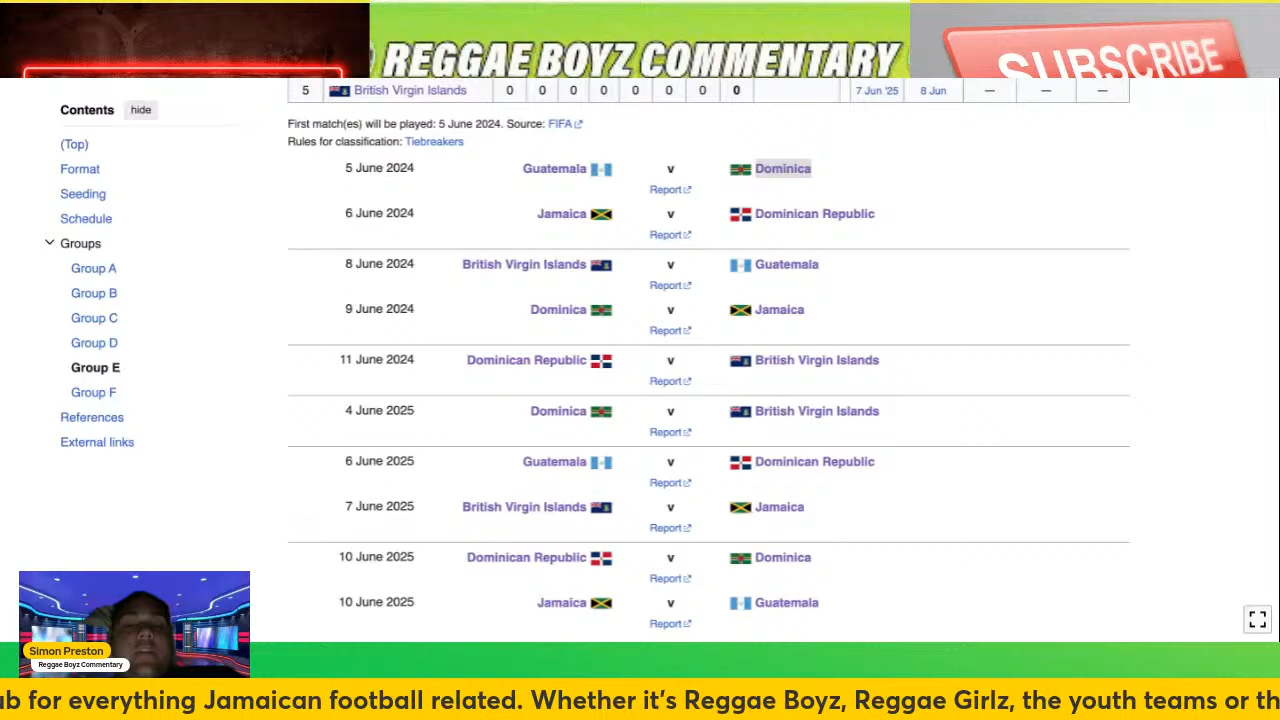 REGGAE BOYZ COMMENTARY
SUBSCRIBE
Contents hide
(Top)
Format
Seeding
Schedule
Groups
Group A
Group B
Group C
Group D
Group E
Group F
References
External links
5 British Virgin Islands 0 0 0 0 0 0 0 0 7 Jun '25 8 Jun — — —
First match(es) will be played: 5 June 2024. Source: FIFA
Rules for classification: Tiebreakers
5 June 2024 Guatemala v Dominica
Report
6 June 2024 Jamaica v Dominican Republic
Report
8 June 2024 British Virgin Islands v Guatemala
Report
9 June 2024 Dominica v Jamaica
Report
11 June 2024 Dominican Republic v British Virgin Islands
Report
4 June 2025 Dominica v British Virgin Islands
Report
6 June 2025 Guatemala v Dominican Republic
Report
7 June 2025 British Virgin Islands v Jamaica
Report
10 June 2025 Dominican Republic v Dominica
Report
10 June 2025 Jamaica v Guatemala
Report
Simon Preston
Reggae Boyz Commentary
ub for everything Jamaican football related. Whether it's Reggae Boyz, Reggae Girlz, the youth teams or th